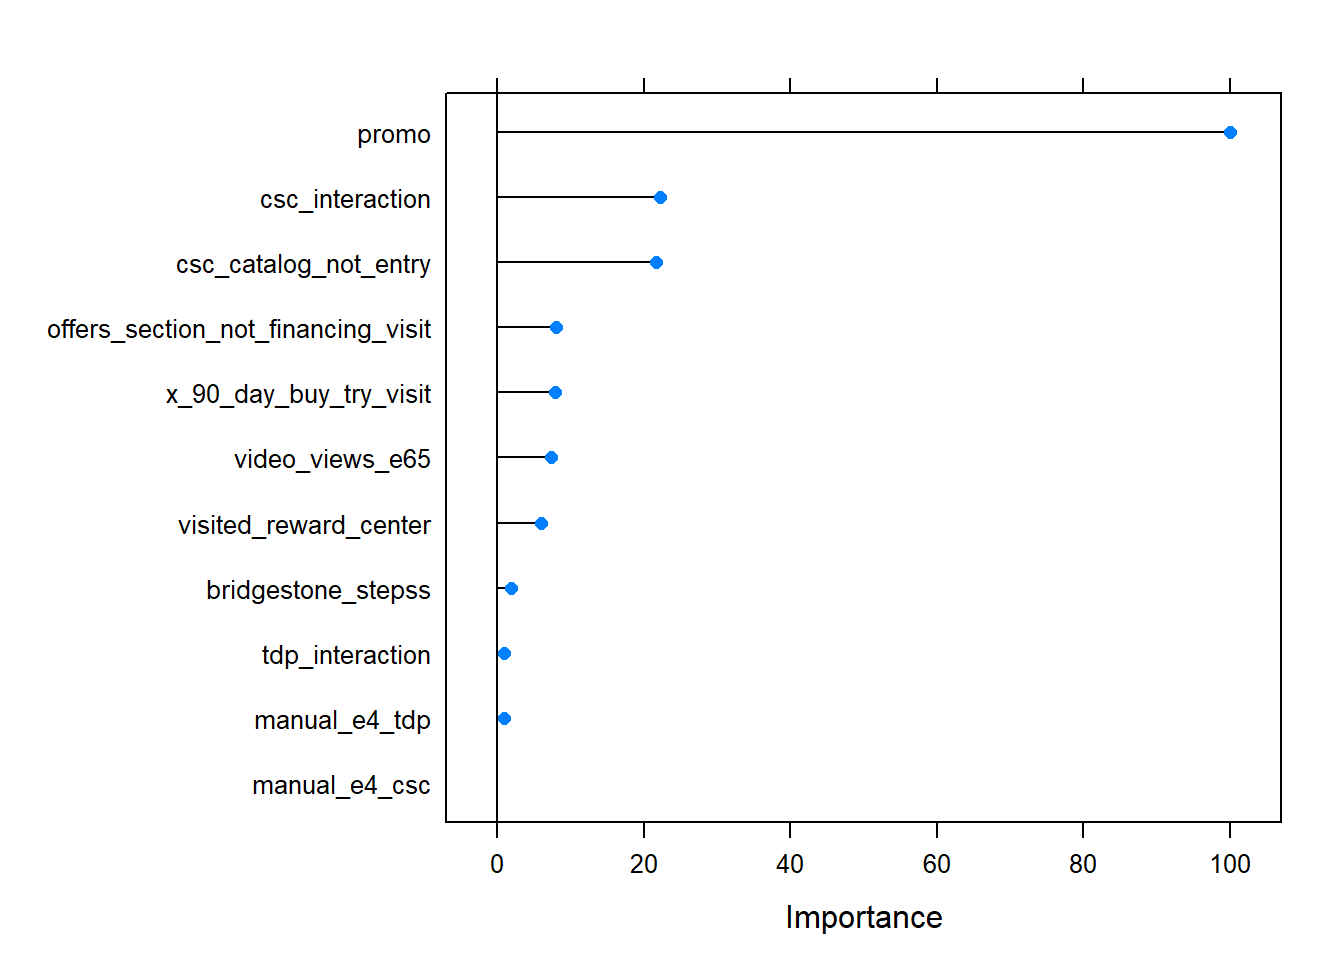 promo
csc_interaction
csc_catalog_not_entry
offers_section_not_financing_visit
x_90_day_buy_try_visit
video_views_e65
visited_reward_center
bridgestone_stepss
tdp_interaction
manual_e4_tdp
manual_e4_csc
0 20 40 60 80 100
Importance